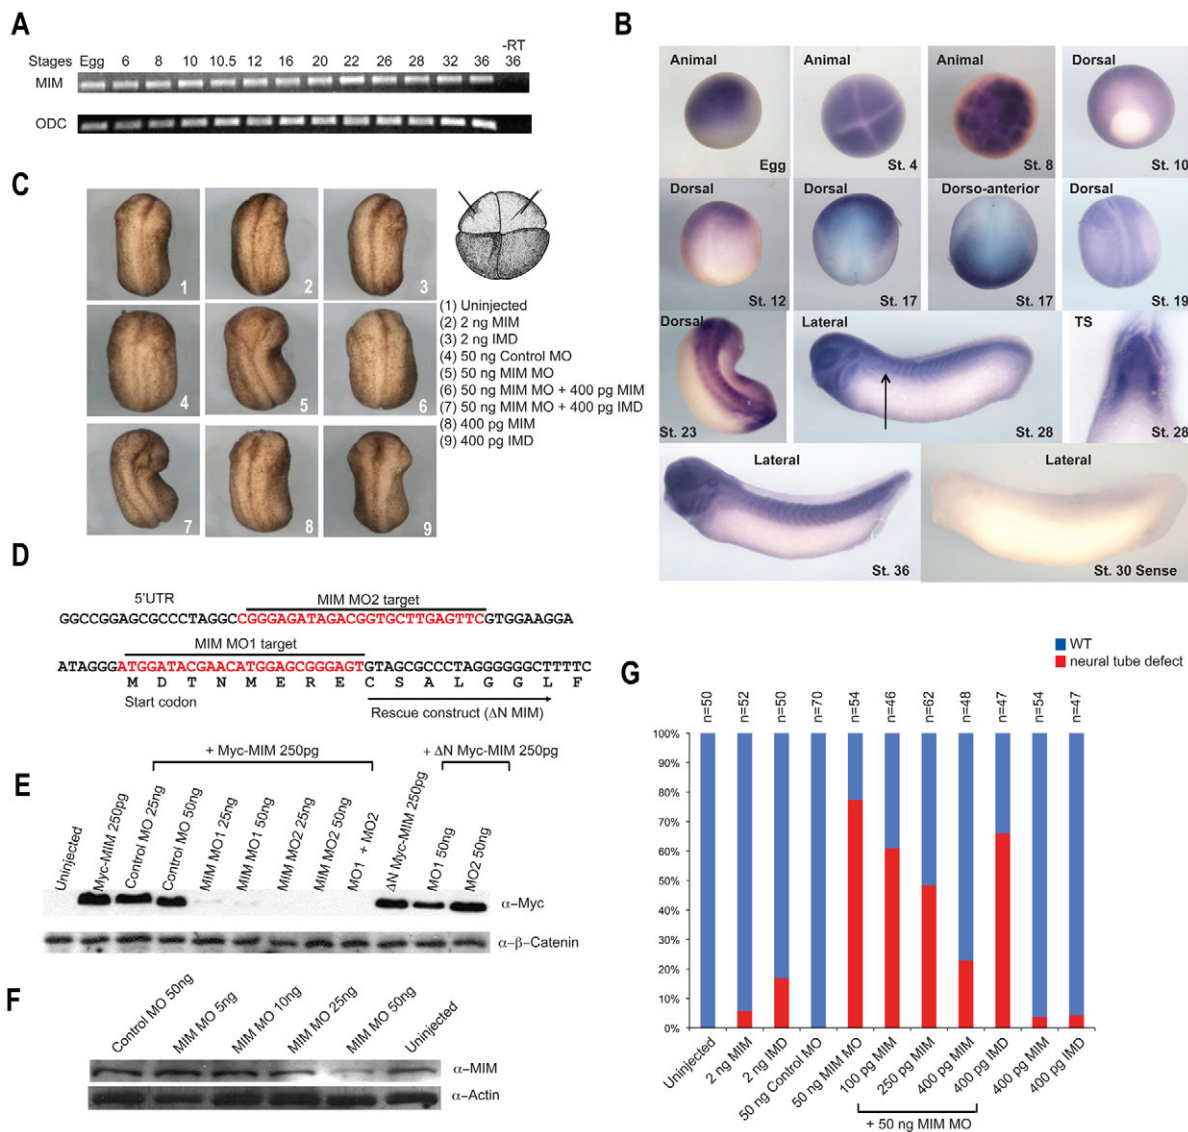 A
-RT
Stages Egg 6 8 10 10.5 12 16 20 22 26 28 32 36 36
MIM
ODC
B
Animal
Egg
Animal
St. 4
Animal
St. 8
Dorsal
St. 10
Dorsal
St. 12
Dorsal
St. 17
Dorso-anterior
St. 17
Dorsal
St. 19
Dorsal
St. 23
Lateral
St. 28
TS
St. 28
Lateral
St. 36
Lateral
St. 30 Sense
C
1
2
3
4
5
6
7
8
9
(1) Uninjected
(2) 2 ng MIM
(3) 2 ng IMD
(4) 50 ng Control MO
(5) 50 ng MIM MO
(6) 50 ng MIM MO + 400 pg MIM
(7) 50 ng MIM MO + 400 pg IMD
(8) 400 pg MIM
(9) 400 pg IMD
D
5'UTR
MIM MO2 target
GGCCGGAGCGCCCTAGGCCGGGAGATAGACGGTGCTTGAGTTCGTGGAAGGA
MIM MO1 target
ATAGGGATGGATACGAACATGGAGCGGGAGTGTAGCGCCCTAGGGGGGCTTTTC
M D T N M E R E C S A L G G L F
Start codon
Rescue construct (ΔN MIM)
E
+ Myc-MIM 250pg
+ ΔN Myc-MIM 250pg
Uninjected
Myc-MIM 250pg
Control MO 25ng
Control MO 50ng
MIM MO1 25ng
MIM MO1 50ng
MIM MO2 25ng
MIM MO2 50ng
MO1 + MO2
ΔN Myc-MIM 250pg
MO1 50ng
MO2 50ng
α-Myc
α-β-Catenin
F
Control MO 50ng
MIM MO 5ng
MIM MO 10ng
MIM MO 25ng
MIM MO 50ng
Uninjected
α-MIM
α-Actin
G
WT
neural tube defect
n=50
n=52
n=50
n=70
n=54
n=46
n=62
n=48
n=47
n=54
n=47
100%
90%
80%
70%
60%
50%
40%
30%
20%
10%
0%
Uninjected
2 ng MIM
2 ng IMD
50 ng Control MO
50 ng MIM MO
100 pg MIM
250 pg MIM
400 pg MIM
400 pg IMD
400 pg MIM
400 pg IMD
+ 50 ng MIM MO